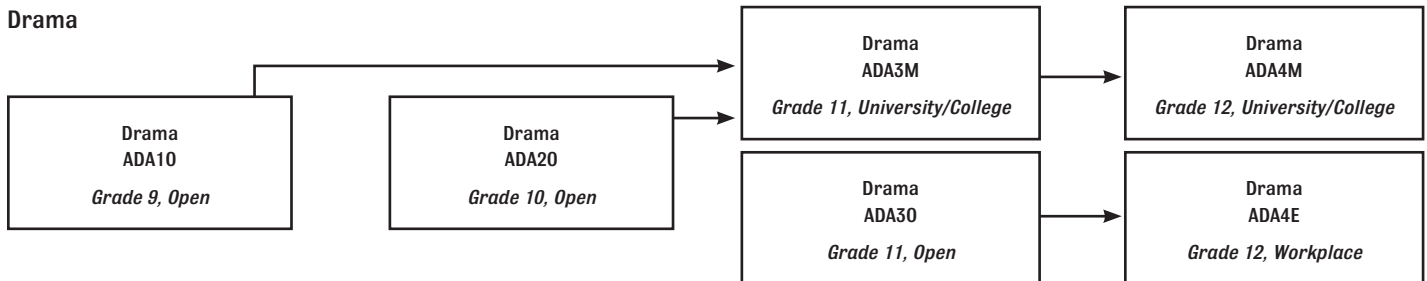 Drama
Drama
ADA1O
Grade 9, Open
Drama
ADA2O
Grade 10, Open
Drama
ADA3M
Grade 11, University/College
Drama
ADA4M
Grade 12, University/College
Drama
ADA3O
Grade 11, Open
Drama
ADA4E
Grade 12, Workplace